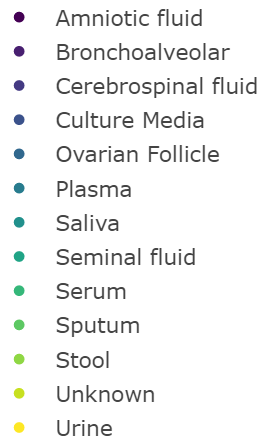 Amniotic fluid
Bronchoalveolar
Cerebrospinal fluid
Culture Media
Ovarian Follicle
Plasma
Saliva
Seminal fluid
Serum
Sputum
Stool
Unknown
Urine